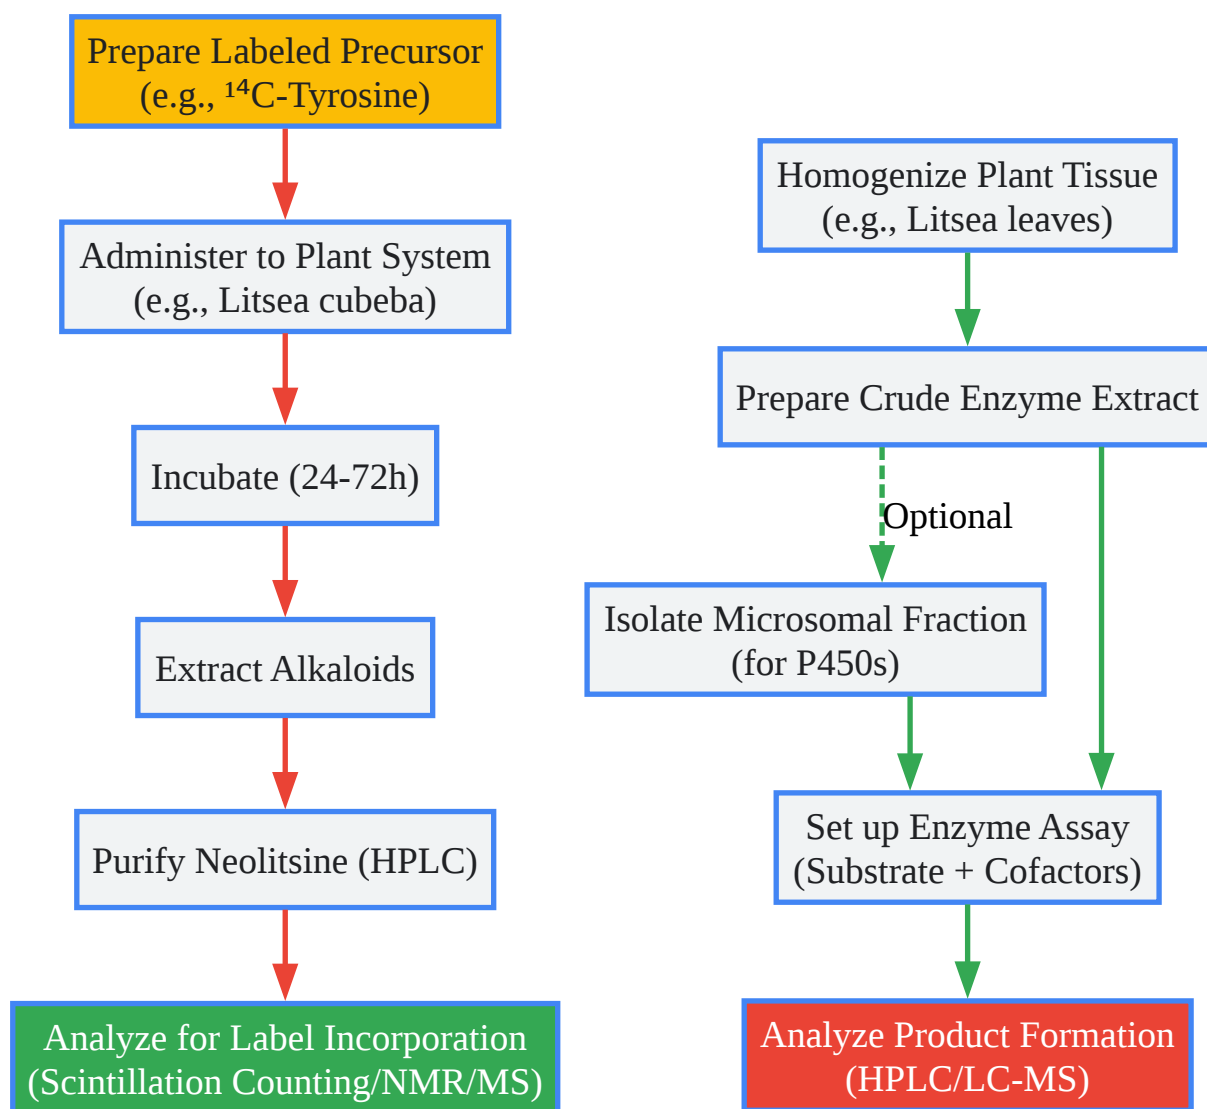 Prepare Labeled Precursor
(e.g., ¹⁴C-Tyrosine)
Administer to Plant System
(e.g., Litsea cubeba)
Incubate (24-72h)
Extract Alkaloids
Purify Neolitsine (HPLC)
Analyze for Label Incorporation
(Scintillation Counting/NMR/MS)
Homogenize Plant Tissue
(e.g., Litsea leaves)
Prepare Crude Enzyme Extract
Optional
Isolate Microsomal Fraction
(for P450s)
Set up Enzyme Assay
(Substrate + Cofactors)
Analyze Product Formation
(HPLC/LC-MS)